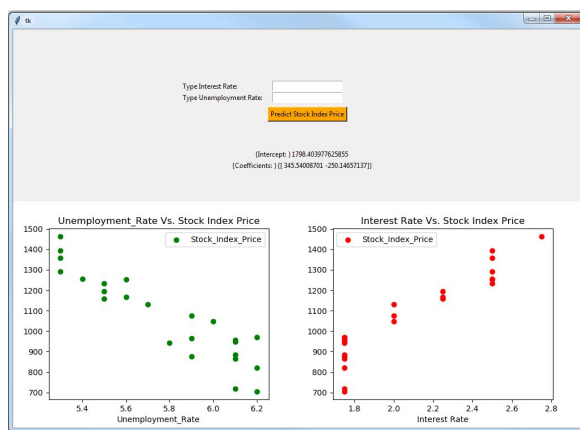 tk
Type Interest Rate:
Type Unemployment Rate:
Predict Stock Index Price
(Intercept: ) 1798.403977625855
{Coefficients: } {[ 345.54008701 -250.14657137]}
Unemployment_Rate Vs. Stock Index Price
Stock_Index_Price
1500
1400
1300
1200
1100
1000
900
800
700
5.4 5.6 5.8 6.0 6.2
Unemployment_Rate
Interest Rate Vs. Stock Index Price
Stock_Index_Price
1500
1400
1300
1200
1100
1000
900
800
700
1.8 2.0 2.2 2.4 2.6 2.8
Interest Rate